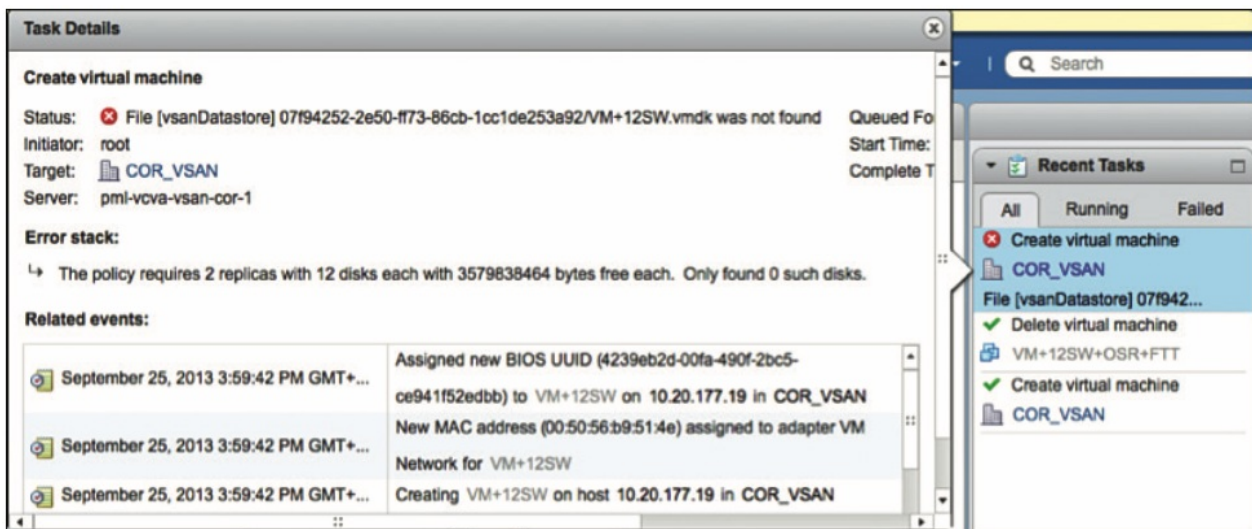 Task Details
Create virtual machine
Status: File [vsanDatastore] 07f94252-2e50-ff73-86cb-1cc1de253a92/VM+12SW.vmdk was not found
Initiator: root
Target: COR_VSAN
Server: pml-vcva-vsan-cor-1
Queued Fo
Start Time:
Complete T
Error stack:
The policy requires 2 replicas with 12 disks each with 3579838464 bytes free each. Only found 0 such disks.
Related events:
September 25, 2013 3:59:42 PM GMT+...
Assigned new BIOS UUID (4239eb2d-00fa-490f-2bc5-
ce941f52edbb) to VM+12SW on 10.20.177.19 in COR_VSAN
September 25, 2013 3:59:42 PM GMT+...
New MAC address (00:50:56:b9:51:4e) assigned to adapter VM
Network for VM+12SW
September 25, 2013 3:59:42 PM GMT+...
Creating VM+12SW on host 10.20.177.19 in COR_VSAN
Search
Recent Tasks
All Running Failed
Create virtual machine
COR_VSAN
File [vsanDatastore] 07f942...
Delete virtual machine
VM+12SW+OSR+FTT
Create virtual machine
COR_VSAN